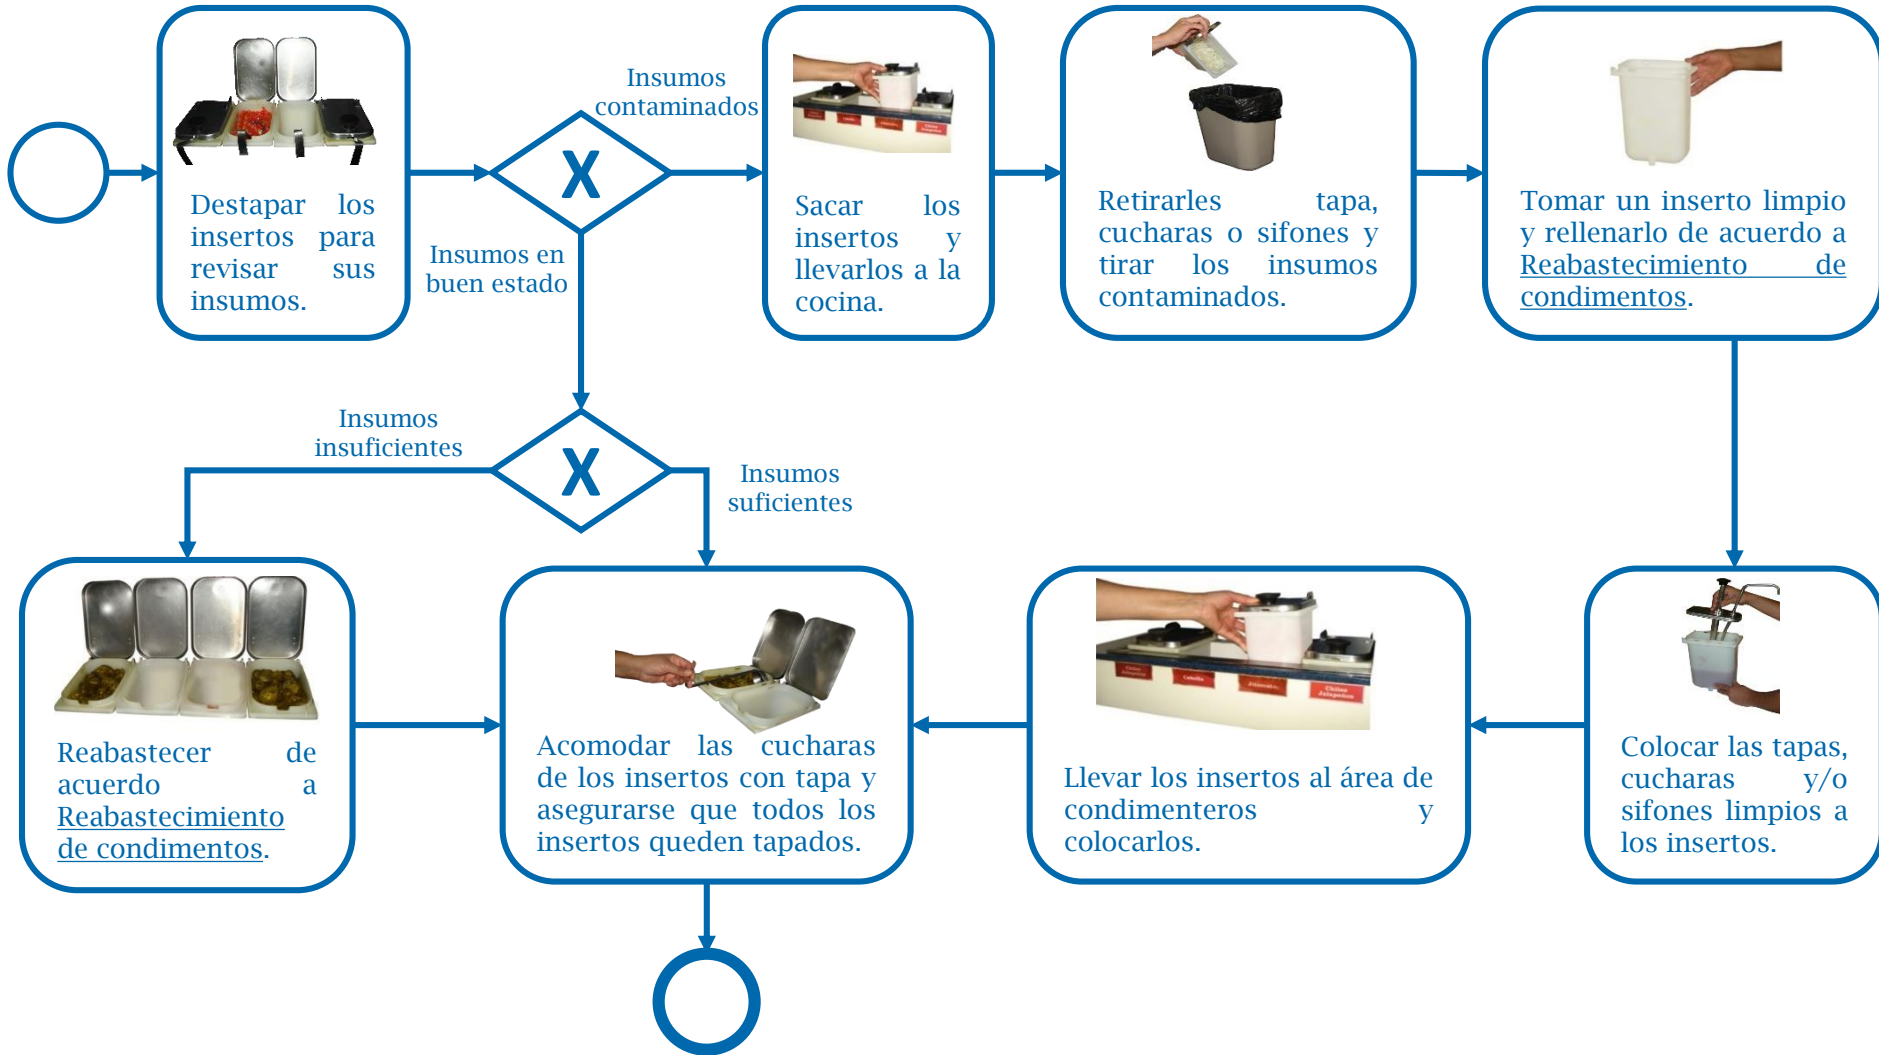 Destapar los
insertos para
revisar sus
insumos.
X
Insumos
contaminados
Insumos en
buen estado
Sacar los
insertos y
llevarlos a la
cocina.
Retirarles tapa,
cucharas o sifones y
tirar los insumos
contaminados.
Tomar un inserto limpio
y rellenarlo de acuerdo a
Reabastecimiento de
condimentos.
X
Insumos
insuficientes
Insumos
suficientes
Reabastecer de
acuerdo a
Reabastecimiento
de condimentos.
Acomodar las cucharas
de los insertos con tapa y
asegurarse que todos los
insertos queden tapados.
Cebolla
Chiles
Jalapeños
Llevar los insertos al área de
condimenteros y
colocarlos.
Colocar las tapas,
cucharas y/o
sifones limpios a
los insertos.